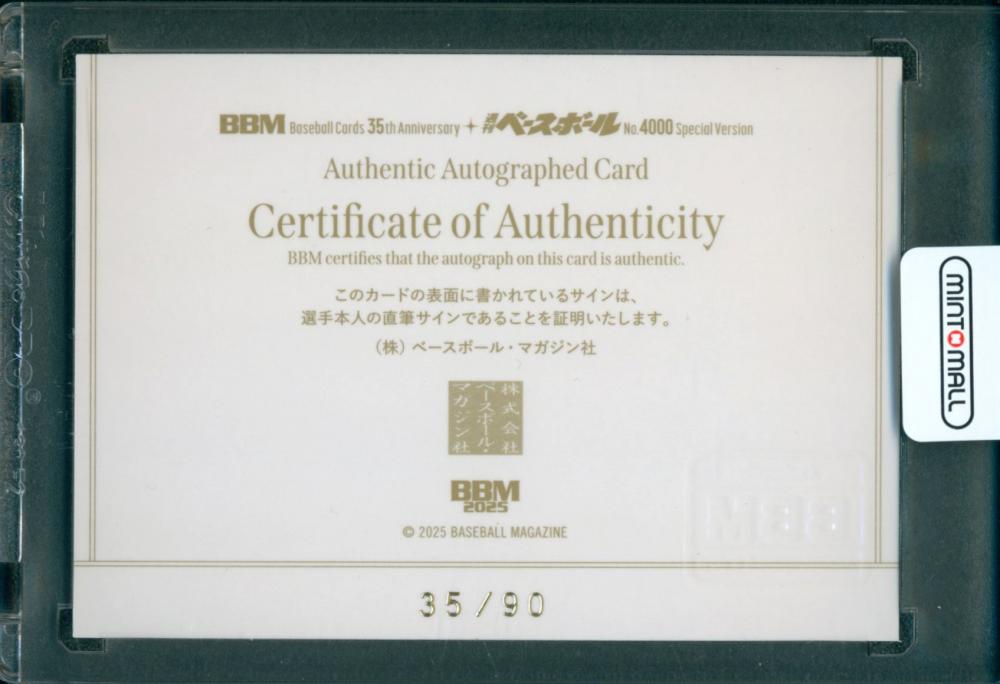 BBM Baseball Cards 35th Anniversary + 週刊ベースボール No.4000 Special Version
Authentic Autographed Card
Certificate of Authenticity
BBM certifies that the autograph on this card is authentic.
このカードの表面に書かれているサインは、
選手本人の直筆サインであることを証明いたします。
（株）ベースボール・マガジン社
株式会社
ベースボール・
マガジン社
BBM
2025
© 2025 BASEBALL MAGAZINE
BBM
35/90
MINTMALL